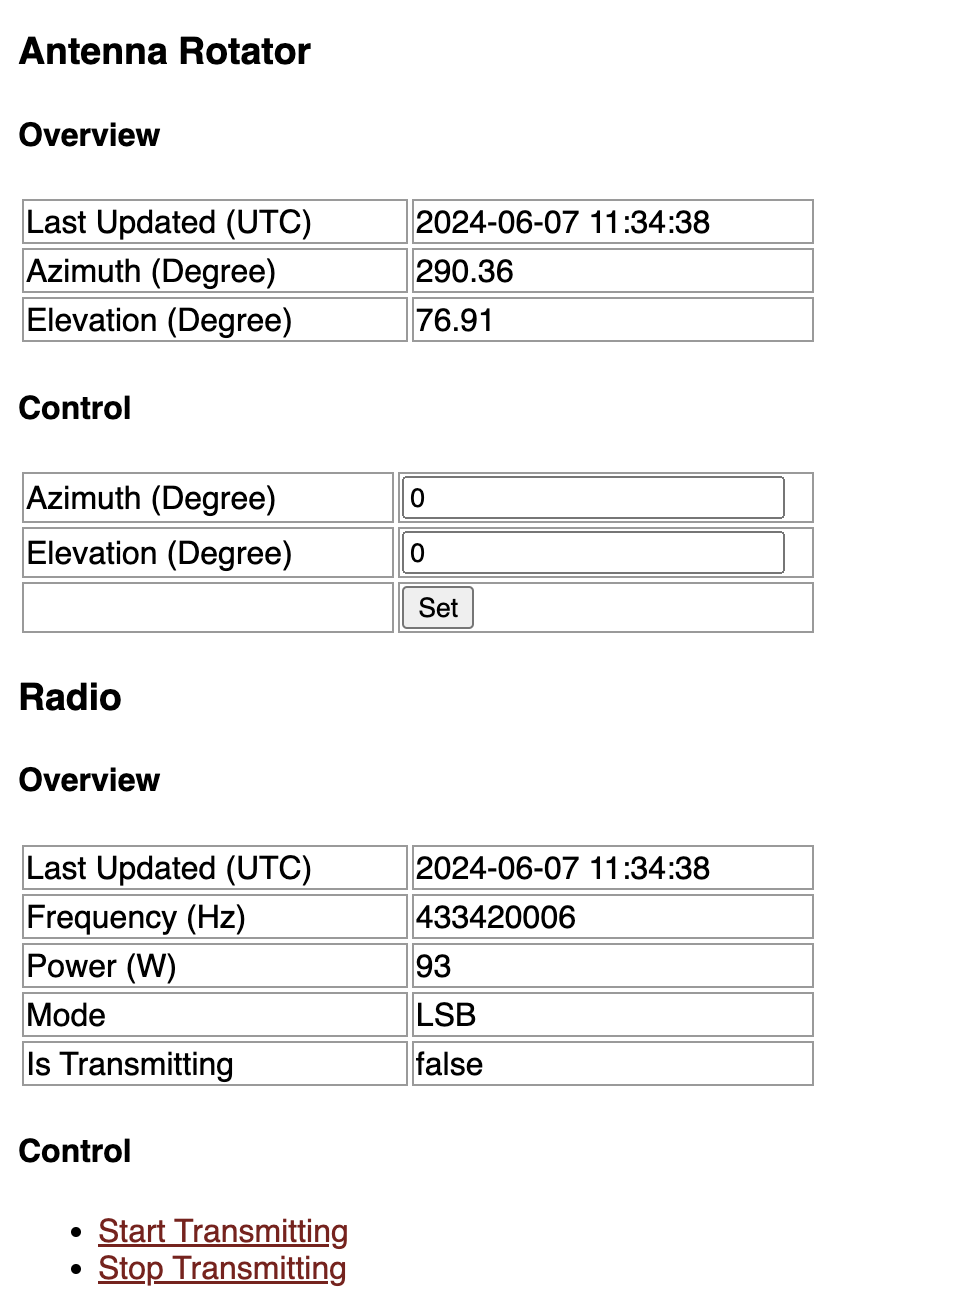 Antenna Rotator
Overview
Last Updated (UTC) 2024-06-07 11:34:38
Azimuth (Degree) 290.36
Elevation (Degree) 76.91
Control
Azimuth (Degree) 0
Elevation (Degree) 0
Set
Radio
Overview
Last Updated (UTC) 2024-06-07 11:34:38
Frequency (Hz) 433420006
Power (W) 93
Mode LSB
Is Transmitting false
Control
Start Transmitting
Stop Transmitting